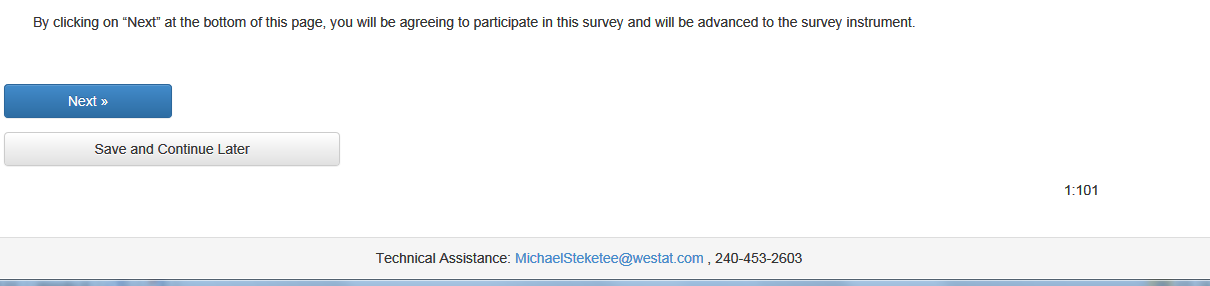 By clicking on “Next” at the bottom of this page, you will be agreeing to participate in this survey and will be advanced to the survey instrument.
Next »
Save and Continue Later
1:101
Technical Assistance: MichaelSteketee@westat.com , 240-453-2603